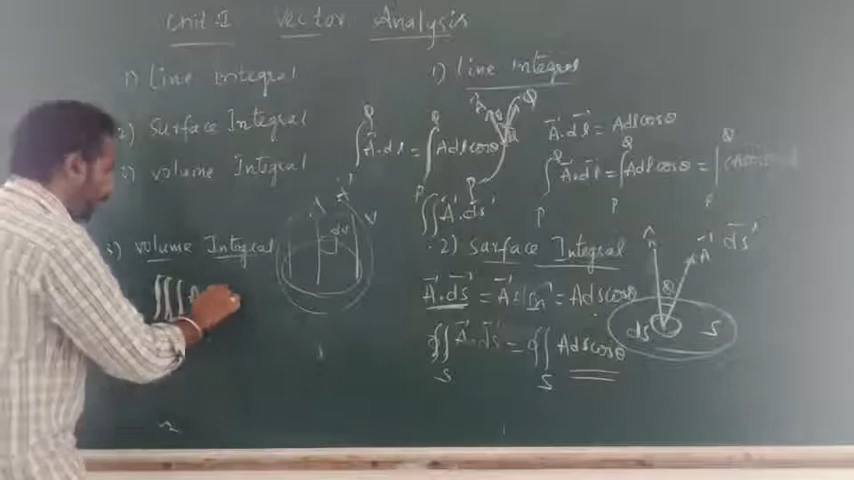 Unit-I Vector Analysis
1) Line integral
2) Surface Integral
3) volume Integral
3) volume Integral
∭ A
A
A
dv
V
1) line integral
∫ A⃗.dl = ∫ Adl cosθ
Q
P
A⃗.dl⃗ = Adl cosθ
∫ A⃗.dl⃗ = ∫ Adl cosθ = ∫
Q
P
∬ A⃗.ds⃗
2) Surface Integral
A⃗.ds⃗ = A⃗ s = Ads cosθ
∯ A⃗.ds⃗ = ∯ Ads cosθ
S S
A⃗ ds⃗
ds S